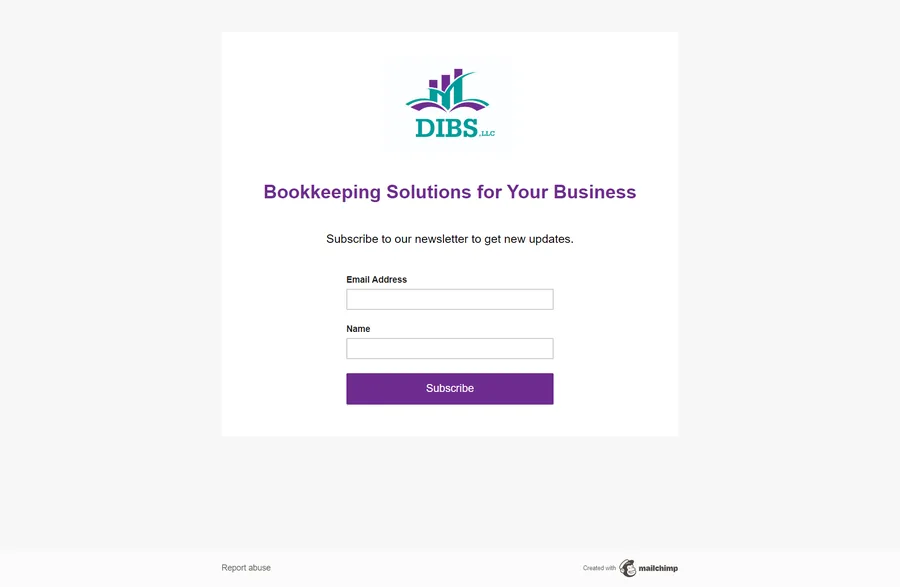 DIBS, LLC
Bookkeeping Solutions for Your Business
Subscribe to our newsletter to get new updates.
Email Address
Name
Subscribe
Report abuse
Created with mailchimp